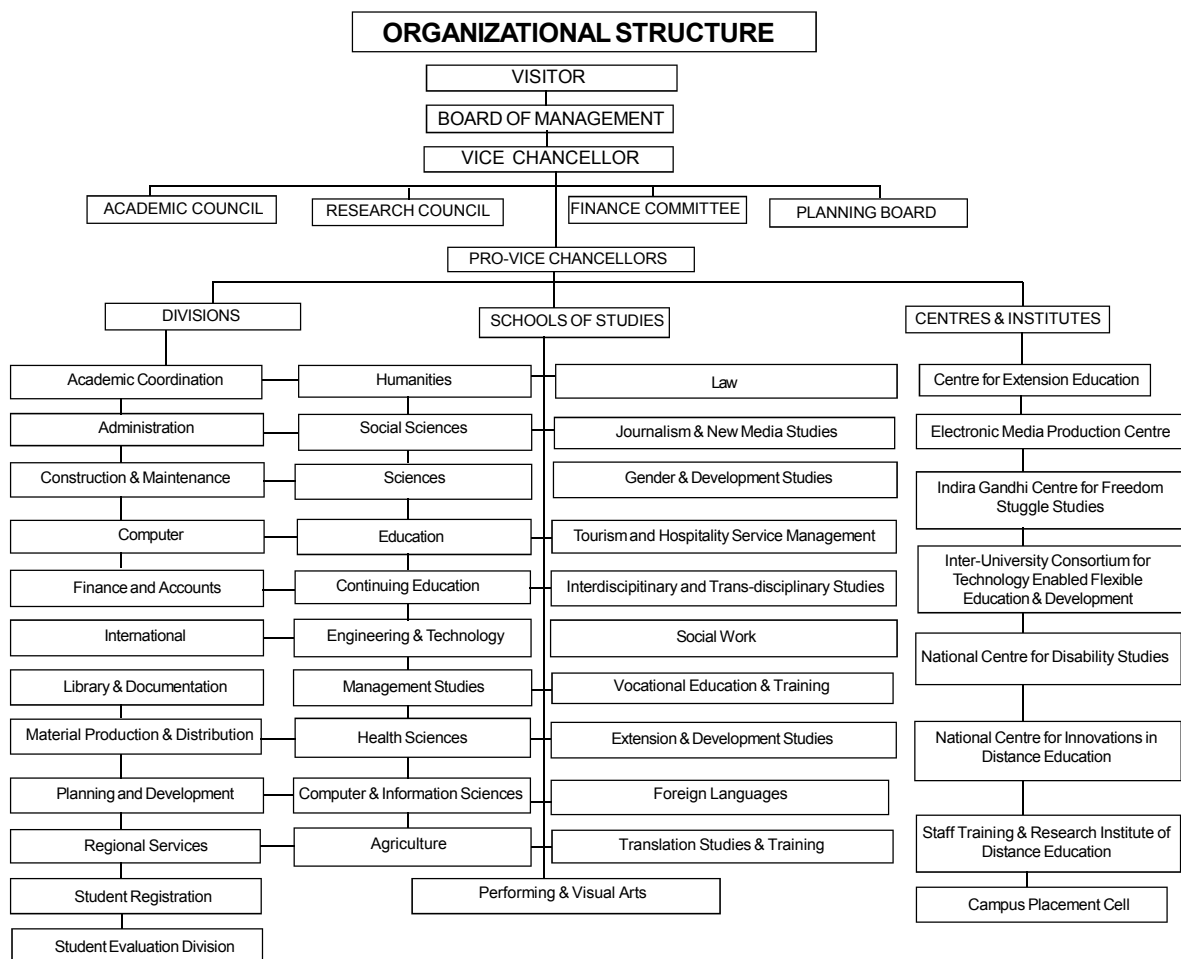 ORGANIZATIONAL STRUCTURE
VISITOR
BOARD OF MANAGEMENT
VICE CHANCELLOR
ACADEMIC COUNCIL
RESEARCH COUNCIL
FINANCE COMMITTEE
PLANNING BOARD
PRO-VICE CHANCELLORS
DIVISIONS
SCHOOLS OF STUDIES
CENTRES & INSTITUTES
Academic Coordination
Administration
Construction & Maintenance
Computer
Finance and Accounts
International
Library & Documentation
Material Production & Distribution
Planning and Development
Regional Services
Student Registration
Student Evaluation Division
Humanities
Social Sciences
Sciences
Education
Continuing Education
Engineering & Technology
Management Studies
Health Sciences
Computer & Information Sciences
Agriculture
Law
Journalism & New Media Studies
Gender & Development Studies
Tourism and Hospitality Service Management
Interdiscipitinary and Trans-disciplinary Studies
Social Work
Vocational Education & Training
Extension & Development Studies
Foreign Languages
Translation Studies & Training
Performing & Visual Arts
Centre for Extension Education
Electronic Media Production Centre
Indira Gandhi Centre for Freedom
Stuggle Studies
Inter-University Consortium for
Technology Enabled Flexible
Education & Development
National Centre for Disability Studies
National Centre for Innovations in
Distance Education
Staff Training & Research Institute of
Distance Education
Campus Placement Cell